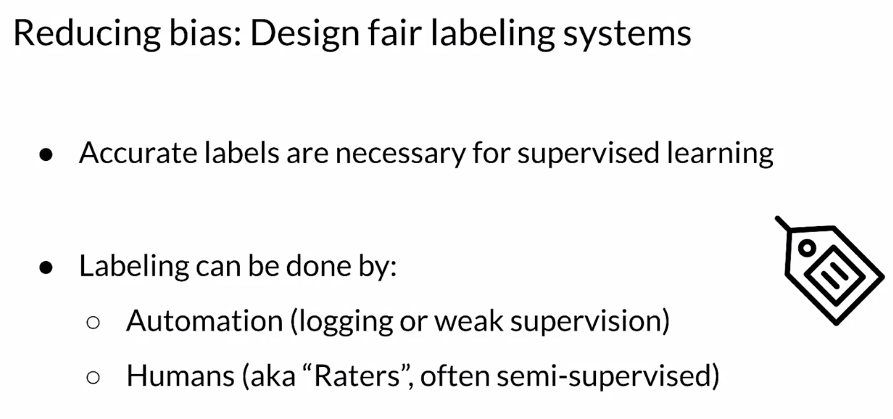 Reducing bias: Design fair labeling systems
● Accurate labels are necessary for supervised learning
● Labeling can be done by:
○ Automation (logging or weak supervision)
○ Humans (aka “Raters”, often semi-supervised)